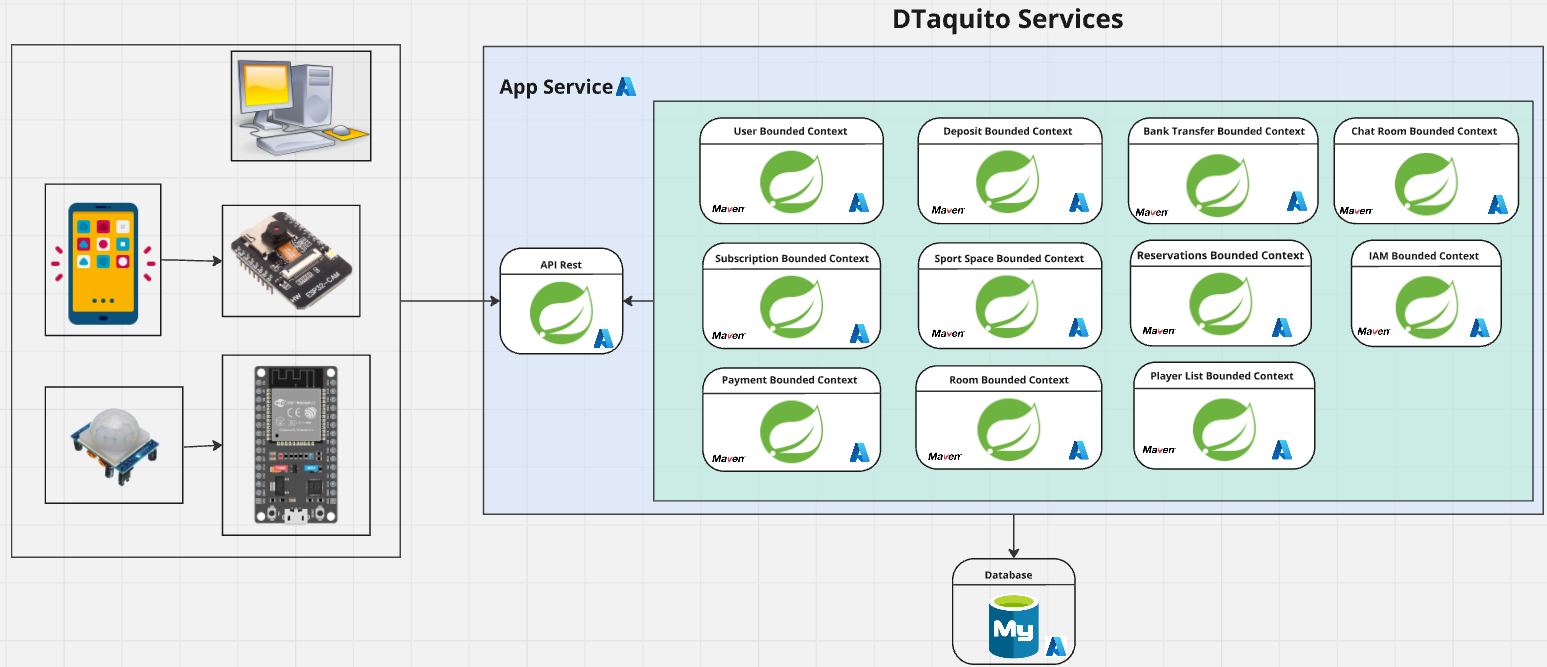 DTaquito Services
App Service
User Bounded Context
Maven
Deposit Bounded Context
Maven
Bank Transfer Bounded Context
Maven
Chat Room Bounded Context
Maven
API Rest
Subscription Bounded Context
Maven
Sport Space Bounded Context
Maven
Reservations Bounded Context
Maven
IAM Bounded Context
Maven
Payment Bounded Context
Maven
Room Bounded Context
Maven
Player List Bounded Context
Maven
ESP32-CAM
CE
Database
My